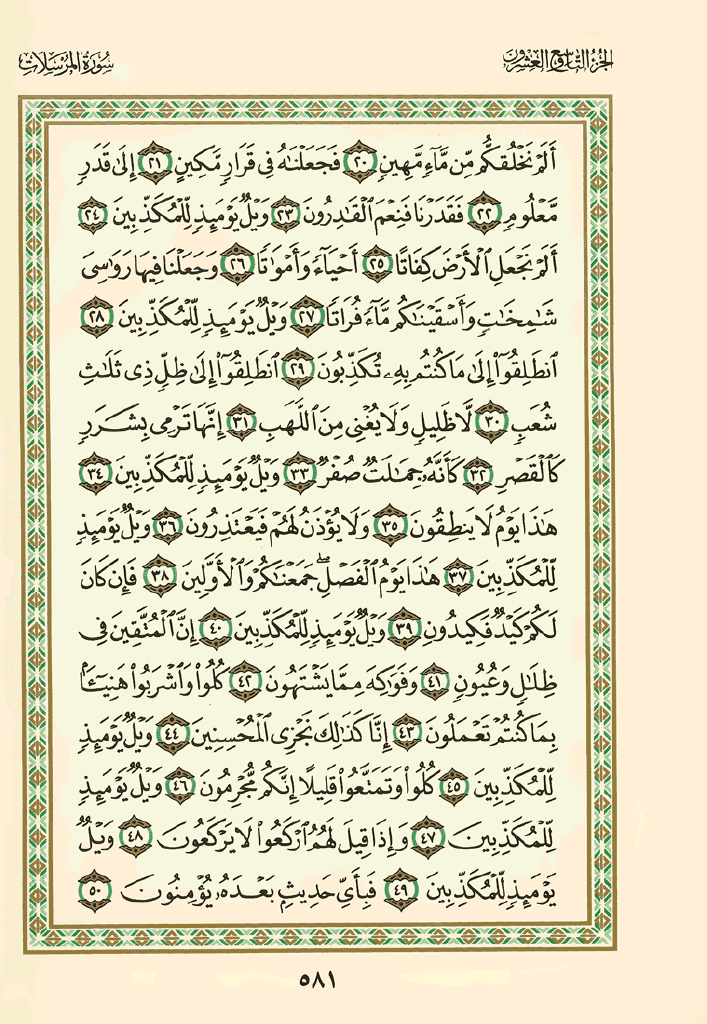 الجزء التاسع العشرون
سورة المرسلات
أَلَمْ نَخْلُقكُّم مِّن مَّآءٍ مَّهِينٍ ٢٠ فَجَعَلْنَٰهُ فِى قَرَارٍ مَّكِينٍ ٢١ إِلَىٰ قَدَرٍ
مَّعْلُومٍ ٢٢ فَقَدَرْنَا فَنِعْمَ ٱلْقَٰدِرُونَ ٢٣ وَيْلٌ يَوْمَئِذٍ لِّلْمُكَذِّبِينَ ٢٤
أَلَمْ نَجْعَلِ ٱلْأَرْضَ كِفَاتًا ٢٥ أَحْيَآءً وَأَمْوَٰتًا ٢٦ وَجَعَلْنَا فِيهَا رَوَٰسِىَ
شَٰمِخَٰتٍ وَأَسْقَيْنَٰكُم مَّآءً فُرَاتًا ٢٧ وَيْلٌ يَوْمَئِذٍ لِّلْمُكَذِّبِينَ ٢٨
ٱنطَلِقُوٓا۟ إِلَىٰ مَا كُنتُم بِهِۦ تُكَذِّبُونَ ٢٩ ٱنطَلِقُوٓا۟ إِلَىٰ ظِلٍّ ذِى ثَلَٰثِ
شُعَبٍ ٣٠ لَّا ظَلِيلٍ وَلَا يُغْنِى مِنَ ٱللَّهَبِ ٣١ إِنَّهَا تَرْمِى بِشَرَرٍ
كَٱلْقَصْرِ ٣٢ كَأَنَّهُۥ جِمَٰلَتٌ صُفْرٌ ٣٣ وَيْلٌ يَوْمَئِذٍ لِّلْمُكَذِّبِينَ ٣٤
هَٰذَا يَوْمُ لَا يَنطِقُونَ ٣٥ وَلَا يُؤْذَنُ لَهُمْ فَيَعْتَذِرُونَ ٣٦ وَيْلٌ يَوْمَئِذٍ
لِّلْمُكَذِّبِينَ ٣٧ هَٰذَا يَوْمُ ٱلْفَصْلِ ۖ جَمَعْنَٰكُمْ وَٱلْأَوَّلِينَ ٣٨ فَإِن كَانَ
لَكُمْ كَيْدٌ فَكِيدُونِ ٣٩ وَيْلٌ يَوْمَئِذٍ لِّلْمُكَذِّبِينَ ٤٠ إِنَّ ٱلْمُتَّقِينَ فِى
ظِلَٰلٍ وَعُيُونٍ ٤١ وَفَوَٰكِهَ مِمَّا يَشْتَهُونَ ٤٢ كُلُوا۟ وَٱشْرَبُوا۟ هَنِيٓـًٔۢا
بِمَا كُنتُمْ تَعْمَلُونَ ٤٣ إِنَّا كَذَٰلِكَ نَجْزِى ٱلْمُحْسِنِينَ ٤٤ وَيْلٌ يَوْمَئِذٍ
لِّلْمُكَذِّبِينَ ٤٥ كُلُوا۟ وَتَمَتَّعُوا۟ قَلِيلًا إِنَّكُم مُّجْرِمُونَ ٤٦ وَيْلٌ يَوْمَئِذٍ
لِّلْمُكَذِّبِينَ ٤٧ وَإِذَا قِيلَ لَهُمُ ٱرْكَعُوا۟ لَا يَرْكَعُونَ ٤٨ وَيْلٌ
يَوْمَئِذٍ لِّلْمُكَذِّبِينَ ٤٩ فَبِأَىِّ حَدِيثٍۭ بَعْدَهُۥ يُؤْمِنُونَ ٥٠
٥٨١